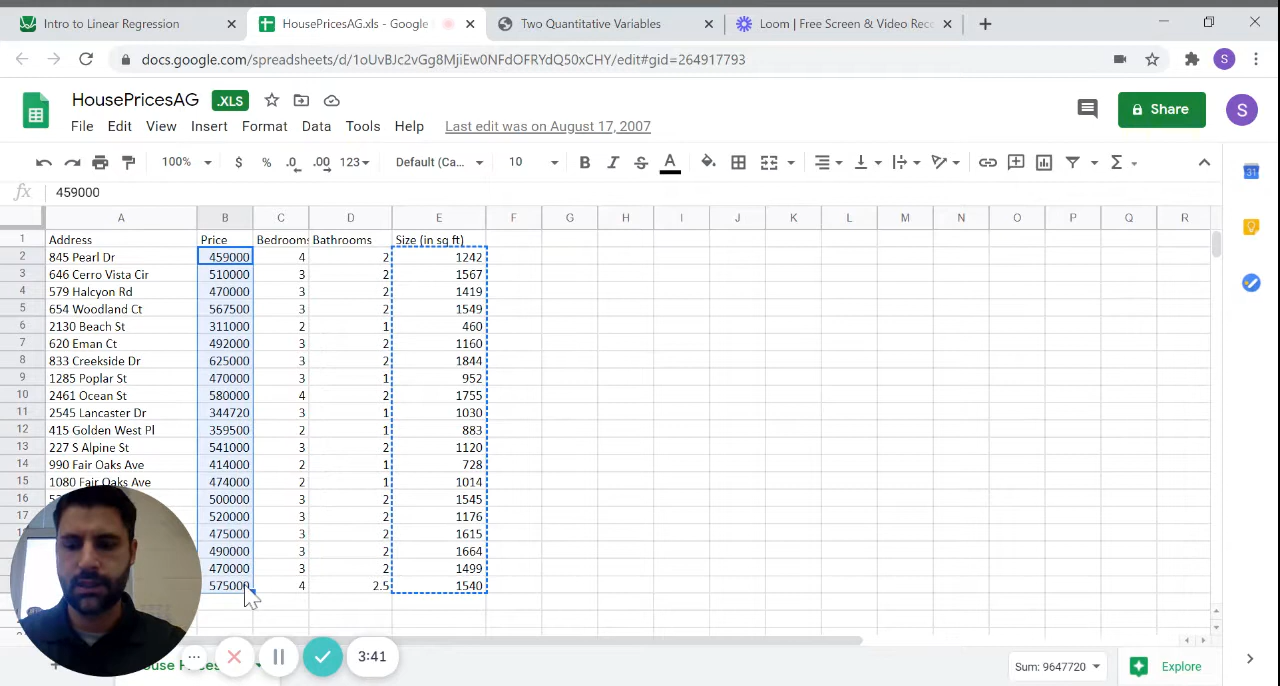 Intro to Linear Regression HousePricesAG.xls - Google Two Quantitative Variables Loom | Free Screen & Video Rec
docs.google.com/spreadsheets/d/1oUvBJc2vGg8MjiEw0NFdOFRYdQ50xCHY/edit#gid=264917793 S
HousePricesAG .XLS Share S
File Edit View Insert Format Data Tools Help Last edit was on August 17, 2007
100% $ % .0 .00 123 Default (Ca... 10 B I S A Σ
fx 459000
A B C D E F G H I J K L M N O P Q R
1 Address Price Bedrooms Bathrooms Size (in sq ft)
2 845 Pearl Dr 459000 4 2 1242
3 646 Cerro Vista Cir 510000 3 2 1567
4 579 Halcyon Rd 470000 3 2 1419
5 654 Woodland Ct 567500 3 2 1549
6 2130 Beach St 311000 2 1 460
7 620 Eman Ct 492000 3 2 1160
8 833 Creekside Dr 625000 3 2 1844
9 1285 Poplar St 470000 3 1 952
10 2461 Ocean St 580000 4 2 1755
11 2545 Lancaster Dr 344720 3 1 1030
12 415 Golden West Pl 359500 2 1 883
13 227 S Alpine St 541000 3 2 1120
14 990 Fair Oaks Ave 414000 2 1 728
15 1080 Fair Oaks Ave 474000 2 1 1014
16 500000 3 2 1545
17 520000 3 2 1176
475000 3 2 1615
490000 3 2 1664
470000 3 2 1499
575000 4 2.5 1540
3:41
Sum: 9647720 Explore
31